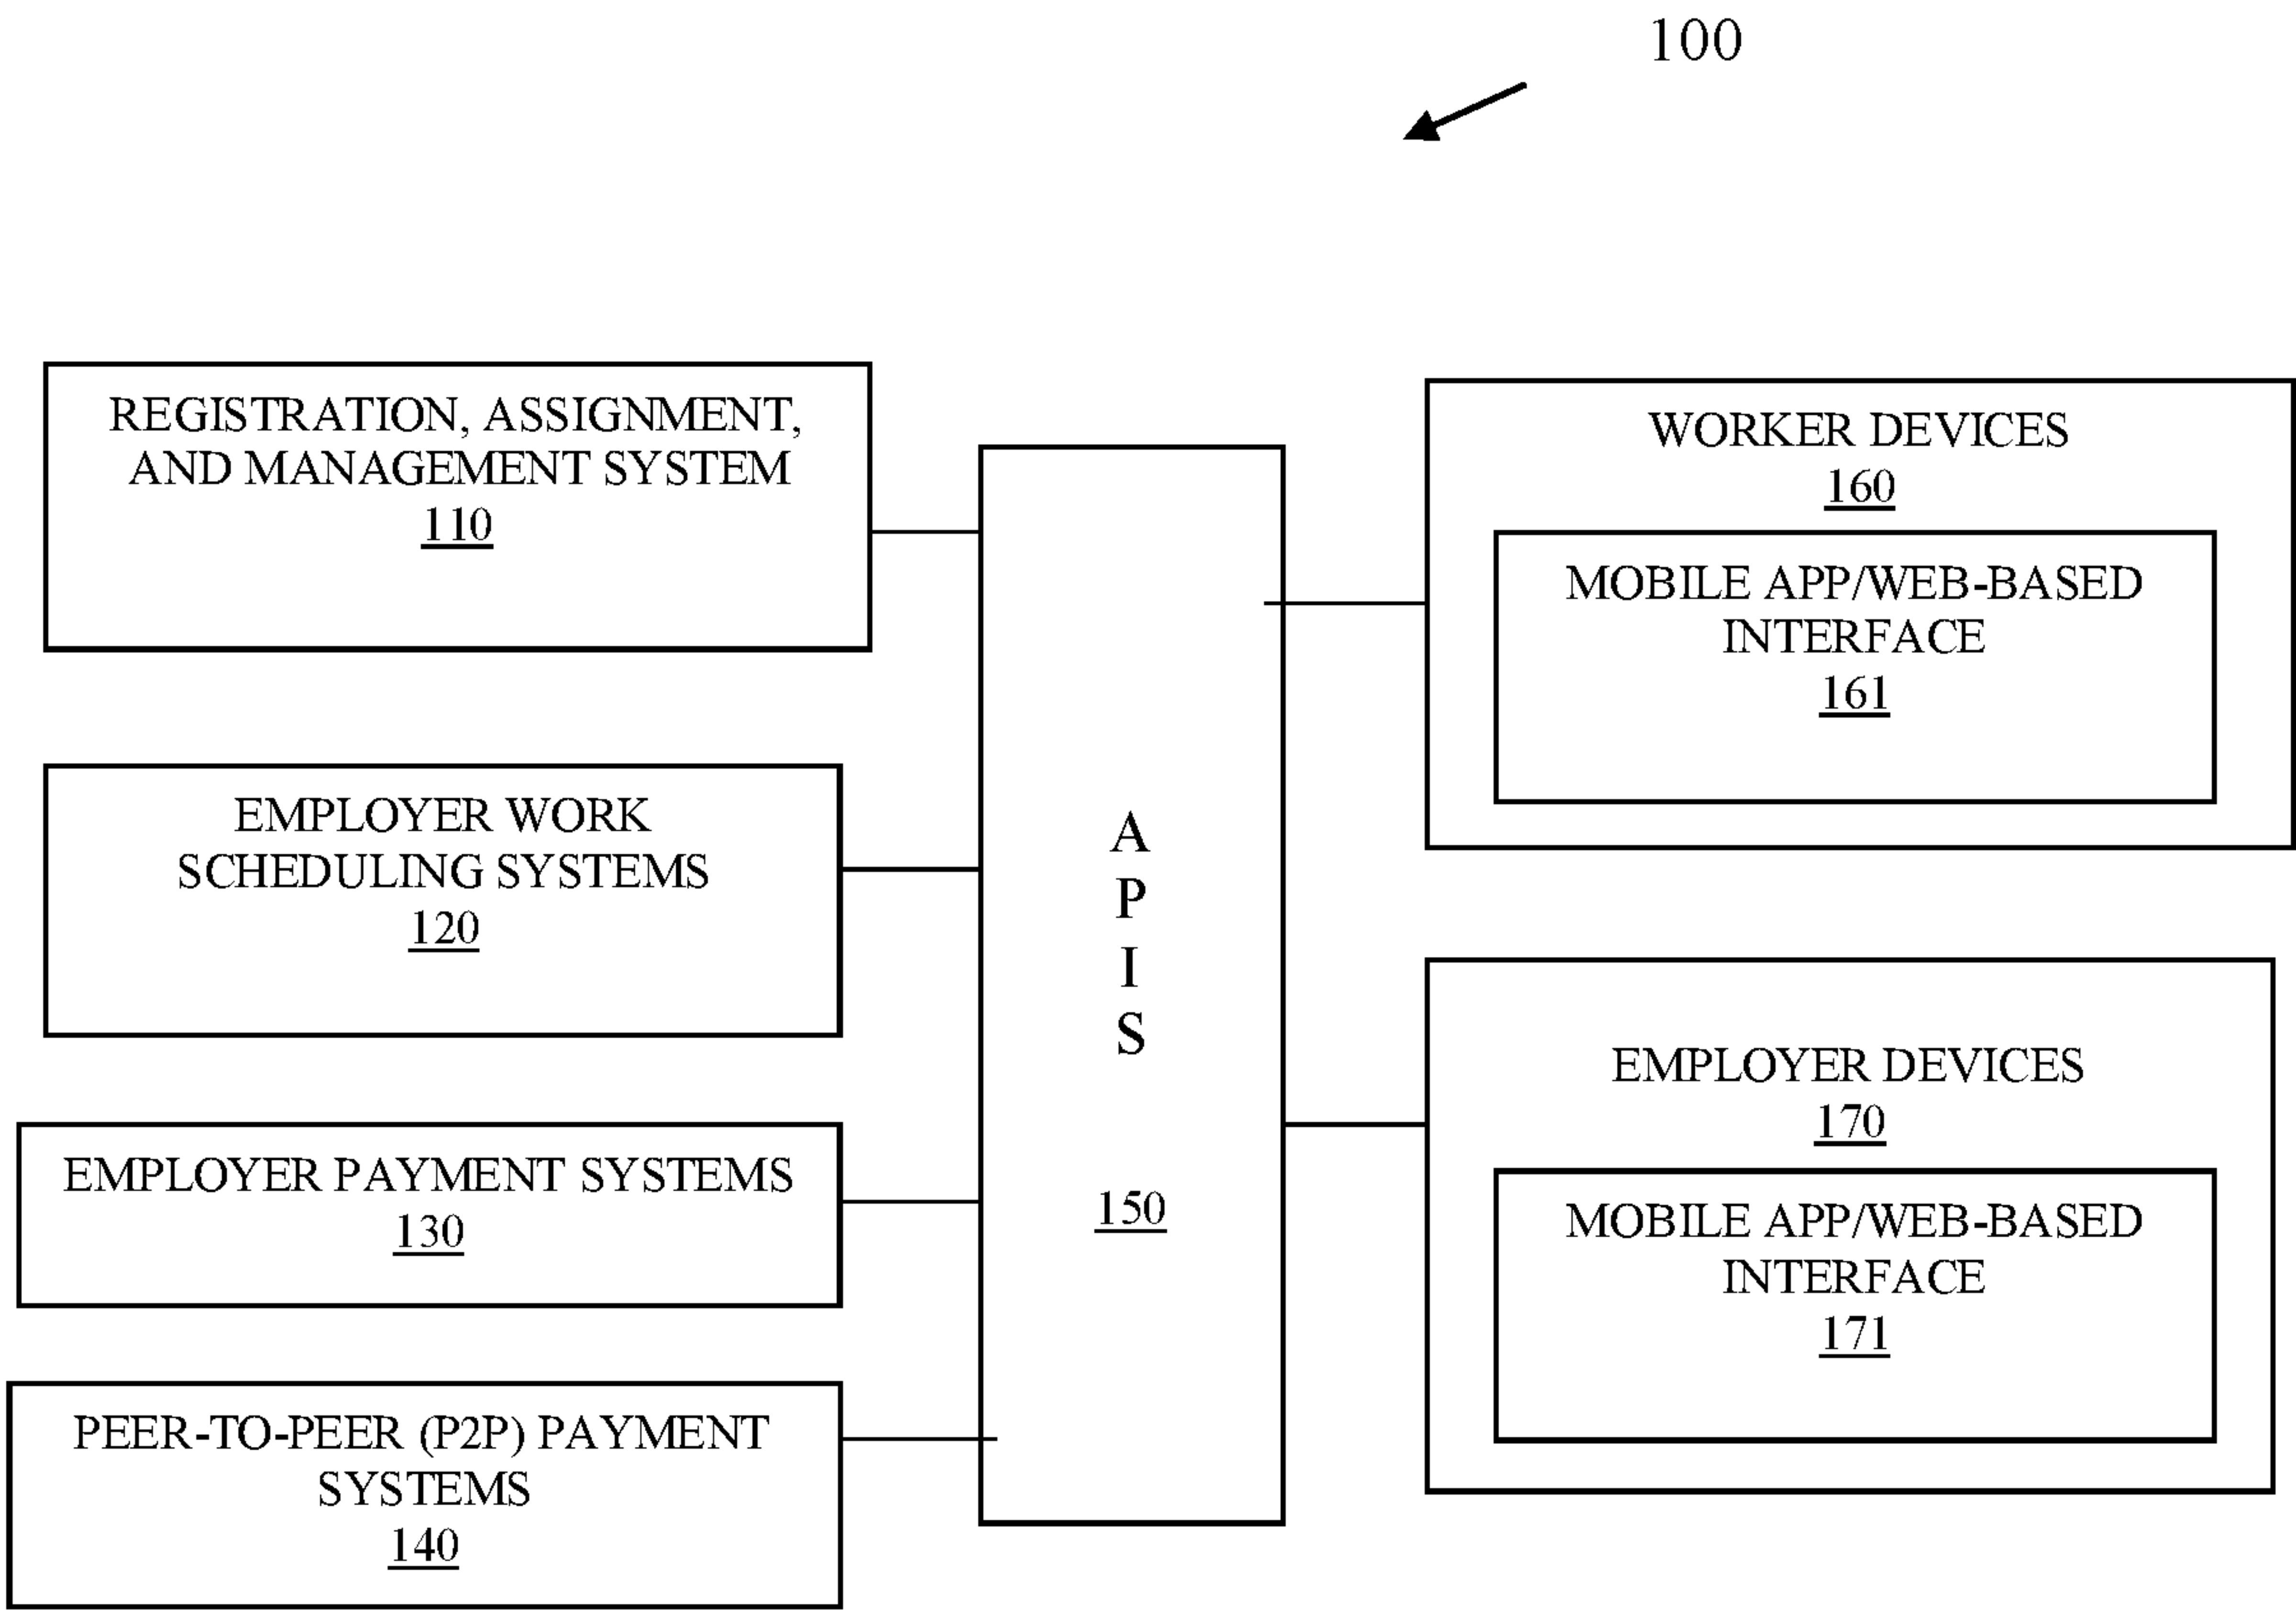 100
REGISTRATION, ASSIGNMENT,
AND MANAGEMENT SYSTEM
110
EMPLOYER WORK
SCHEDULING SYSTEMS
120
EMPLOYER PAYMENT SYSTEMS
130
PEER-TO-PEER (P2P) PAYMENT
SYSTEMS
140
A
P
I
S
150
WORKER DEVICES
160
MOBILE APP/WEB-BASED
INTERFACE
161
EMPLOYER DEVICES
170
MOBILE APP/WEB-BASED
INTERFACE
171